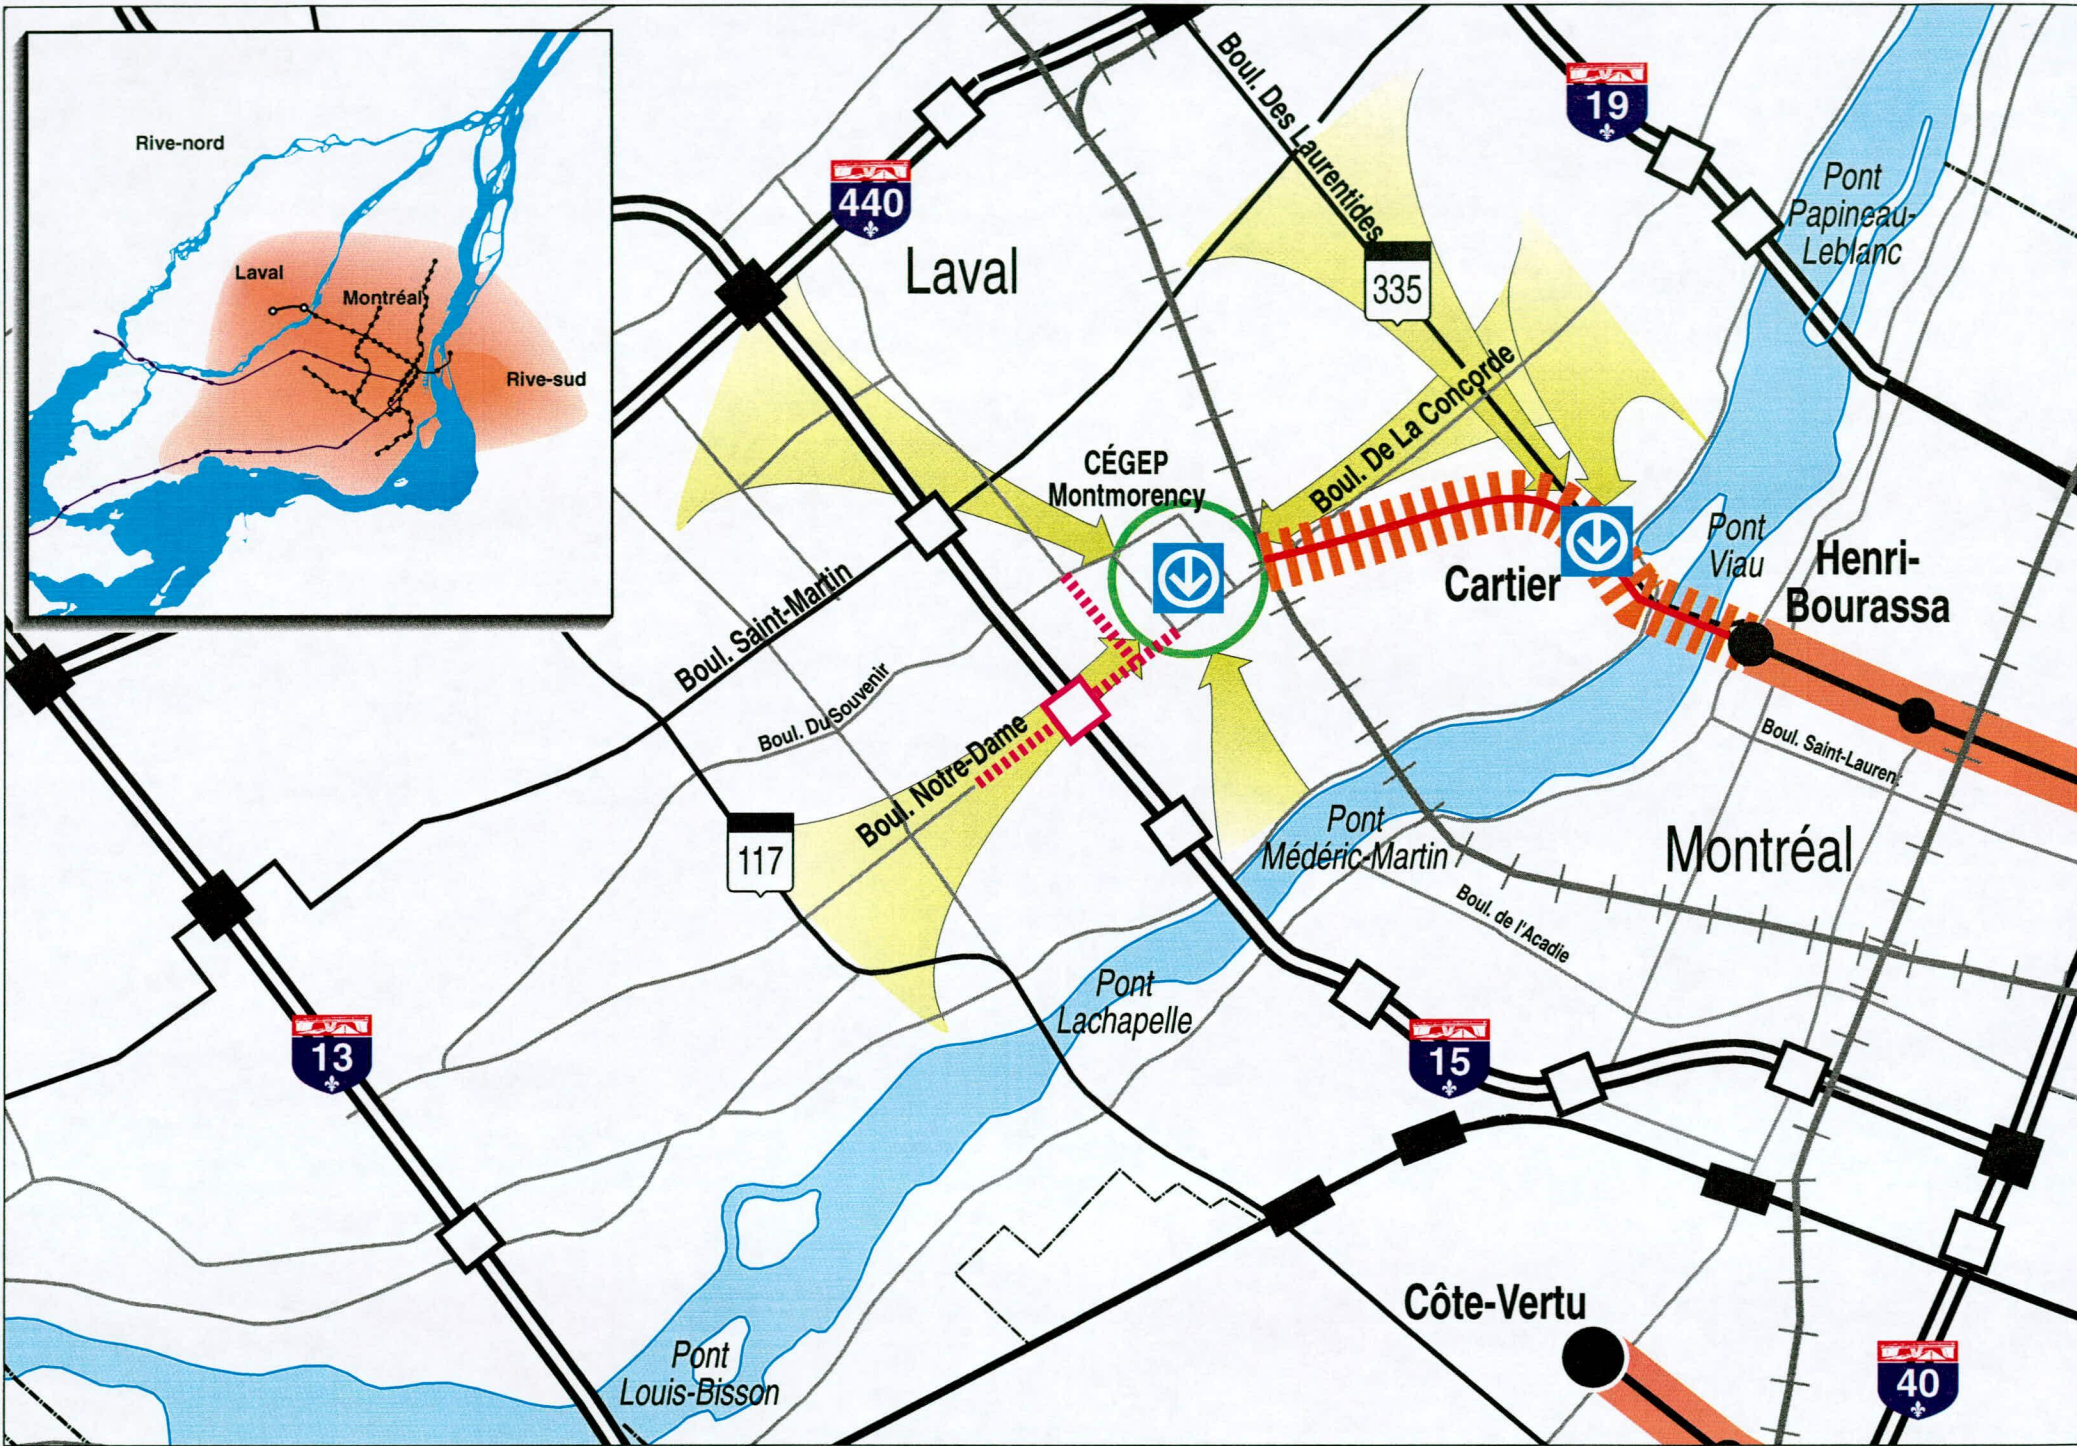 Rive-nord
Laval
Montréal
Rive-sud
440
Laval
Boul. Des Laurentides
335
19
Pont
Papineau-
Leblanc
Boul. De La Concorde
CÉGEP
Montmorency
Cartier
Pont
Viau
Henri-
Bourassa
Boul. Saint-Martin
Boul. Du Souvenir
Boul. Notre-Dame
117
Boul. Saint-Lauren
Montréal
Pont
Médéric-Martin
Boul. de l'Acadie
Pont
Lachapelle
13
15
Côte-Vertu
Pont
Louis-Bisson
40